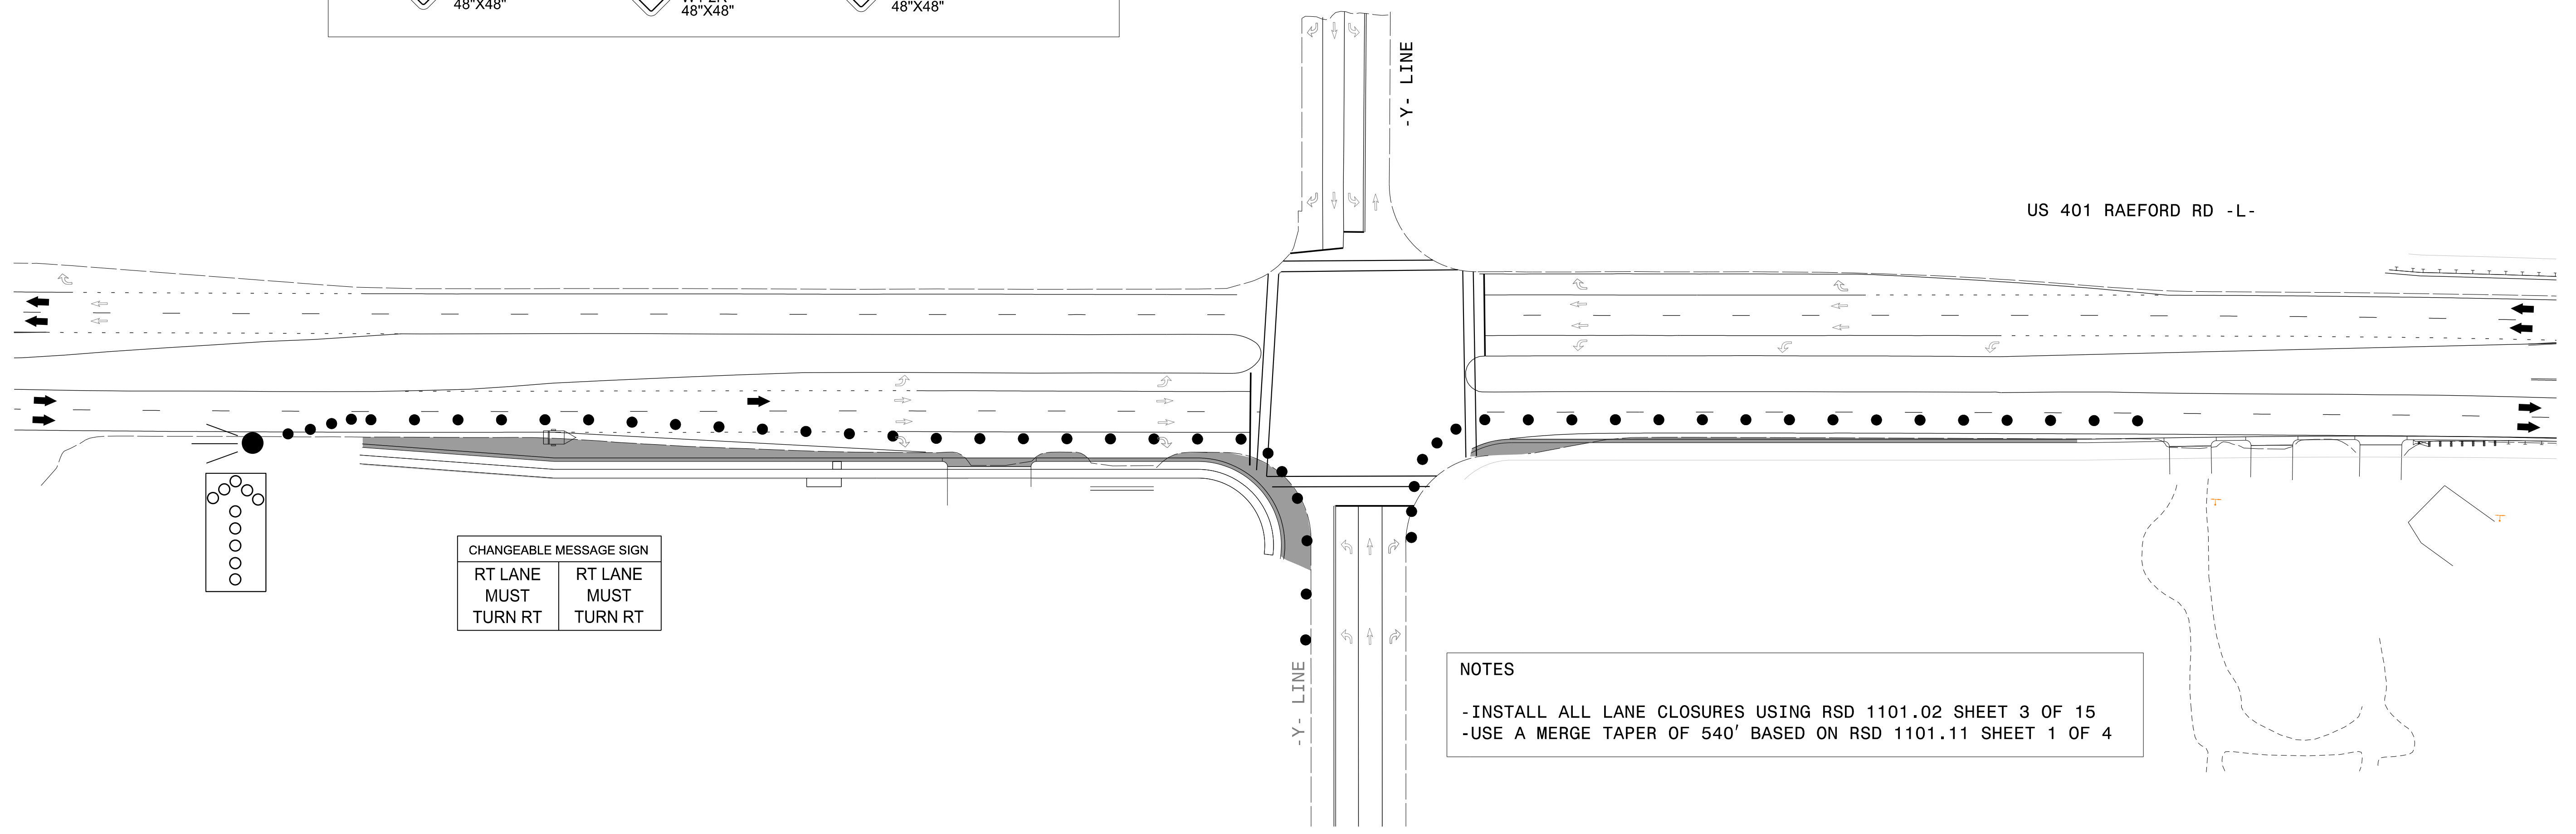 48"X48"
48"X48"
48"X48"
-Y- LINE
US 401 RAEFORD RD -L-
CHANGEABLE MESSAGE SIGN
RT LANE RT LANE
MUST MUST
TURN RT TURN RT
-Y- LINE
NOTES
-INSTALL ALL LANE CLOSURES USING RSD 1101.02 SHEET 3 OF 15
-USE A MERGE TAPER OF 540' BASED ON RSD 1101.11 SHEET 1 OF 4